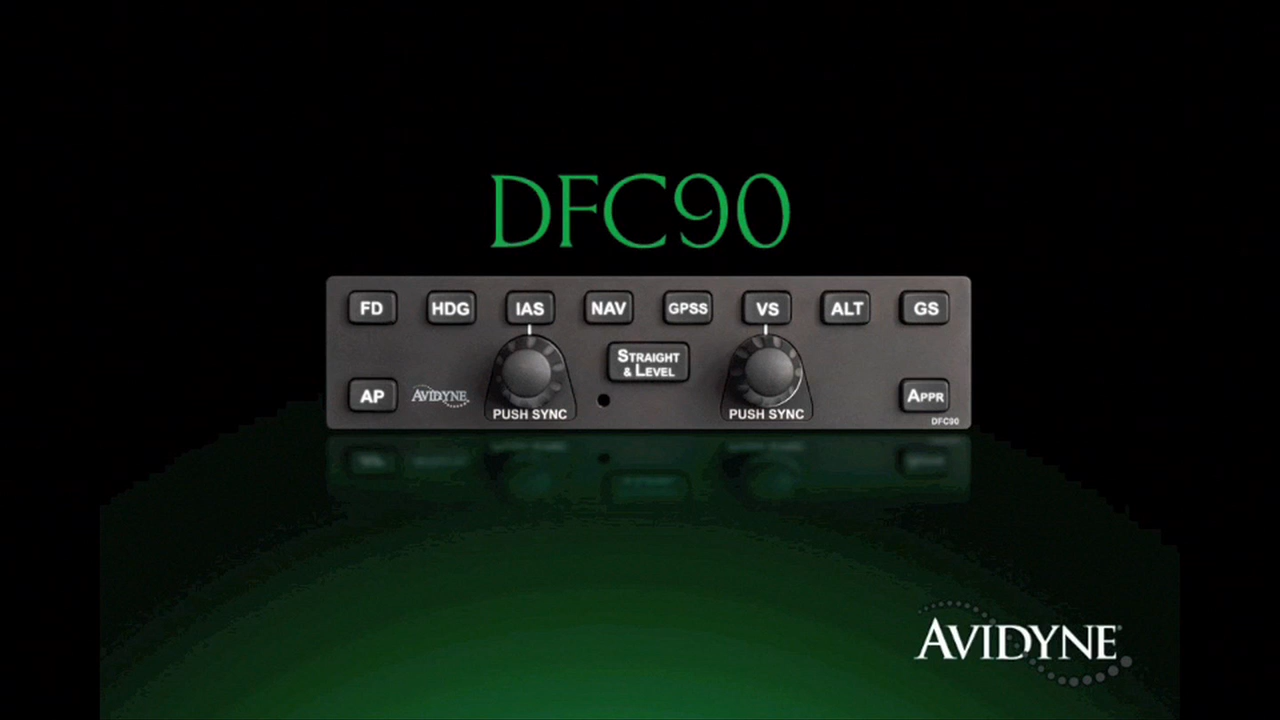 DFC90
FD HDG IAS NAV GPSS VS ALT GS
STRAIGHT
& LEVEL
AP AVIDYNE APPR
PUSH SYNC PUSH SYNC
DFC90
AVIDYNE